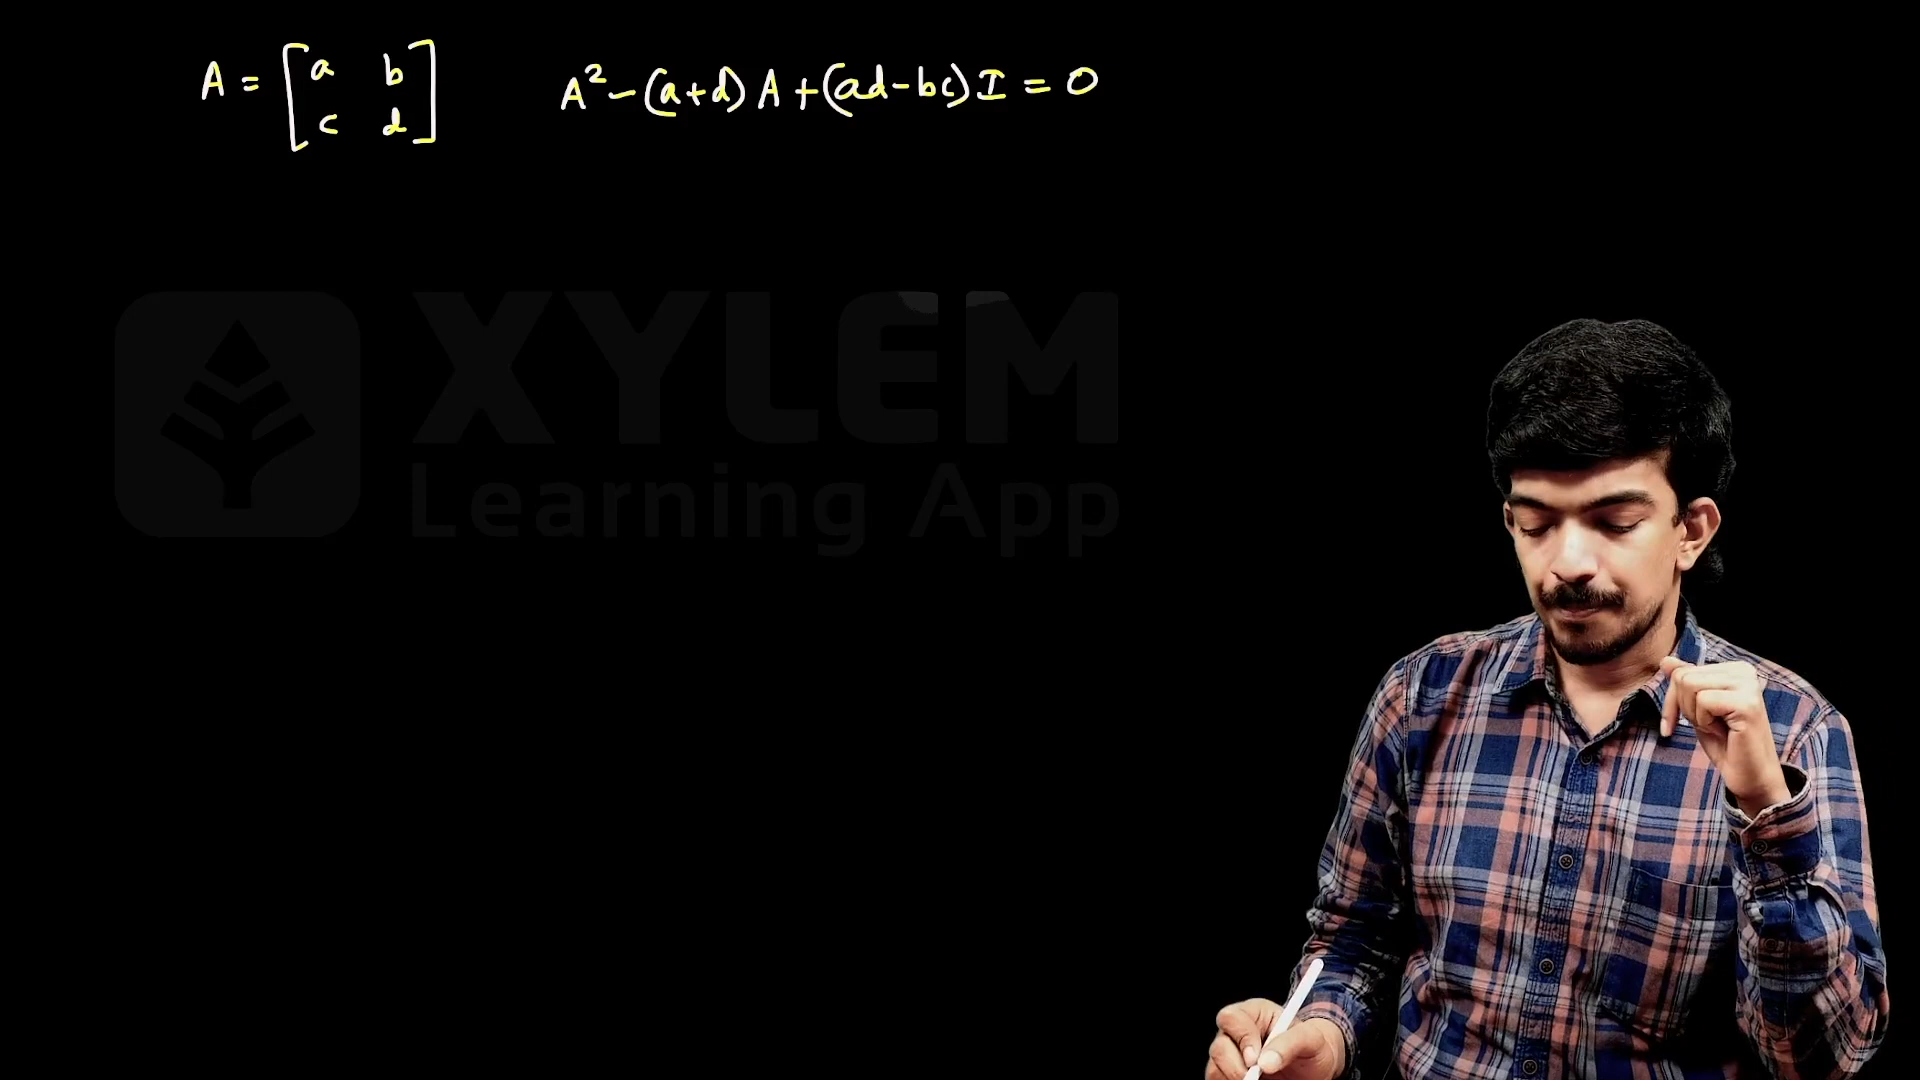 A = [a b
c d] A² - (a+d) A + (ad - bc) I = 0
XYLEM
Learning App